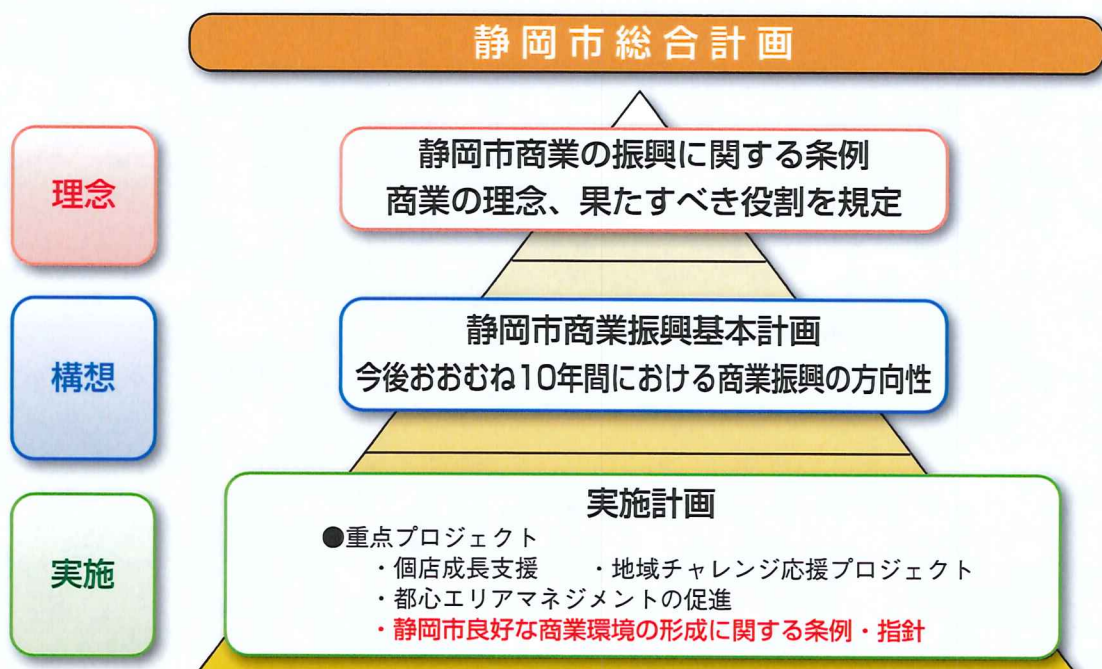 静岡市総合計画
理念
静岡市商業の振興に関する条例
商業の理念、果たすべき役割を規定
構想
静岡市商業振興基本計画
今後おおむね10年間における商業振興の方向性
実施
実施計画
●重点プロジェクト
・個店成長支援　　・地域チャレンジ応援プロジェクト
・都心エリアマネジメントの促進
・静岡市良好な商業環境の形成に関する条例・指針